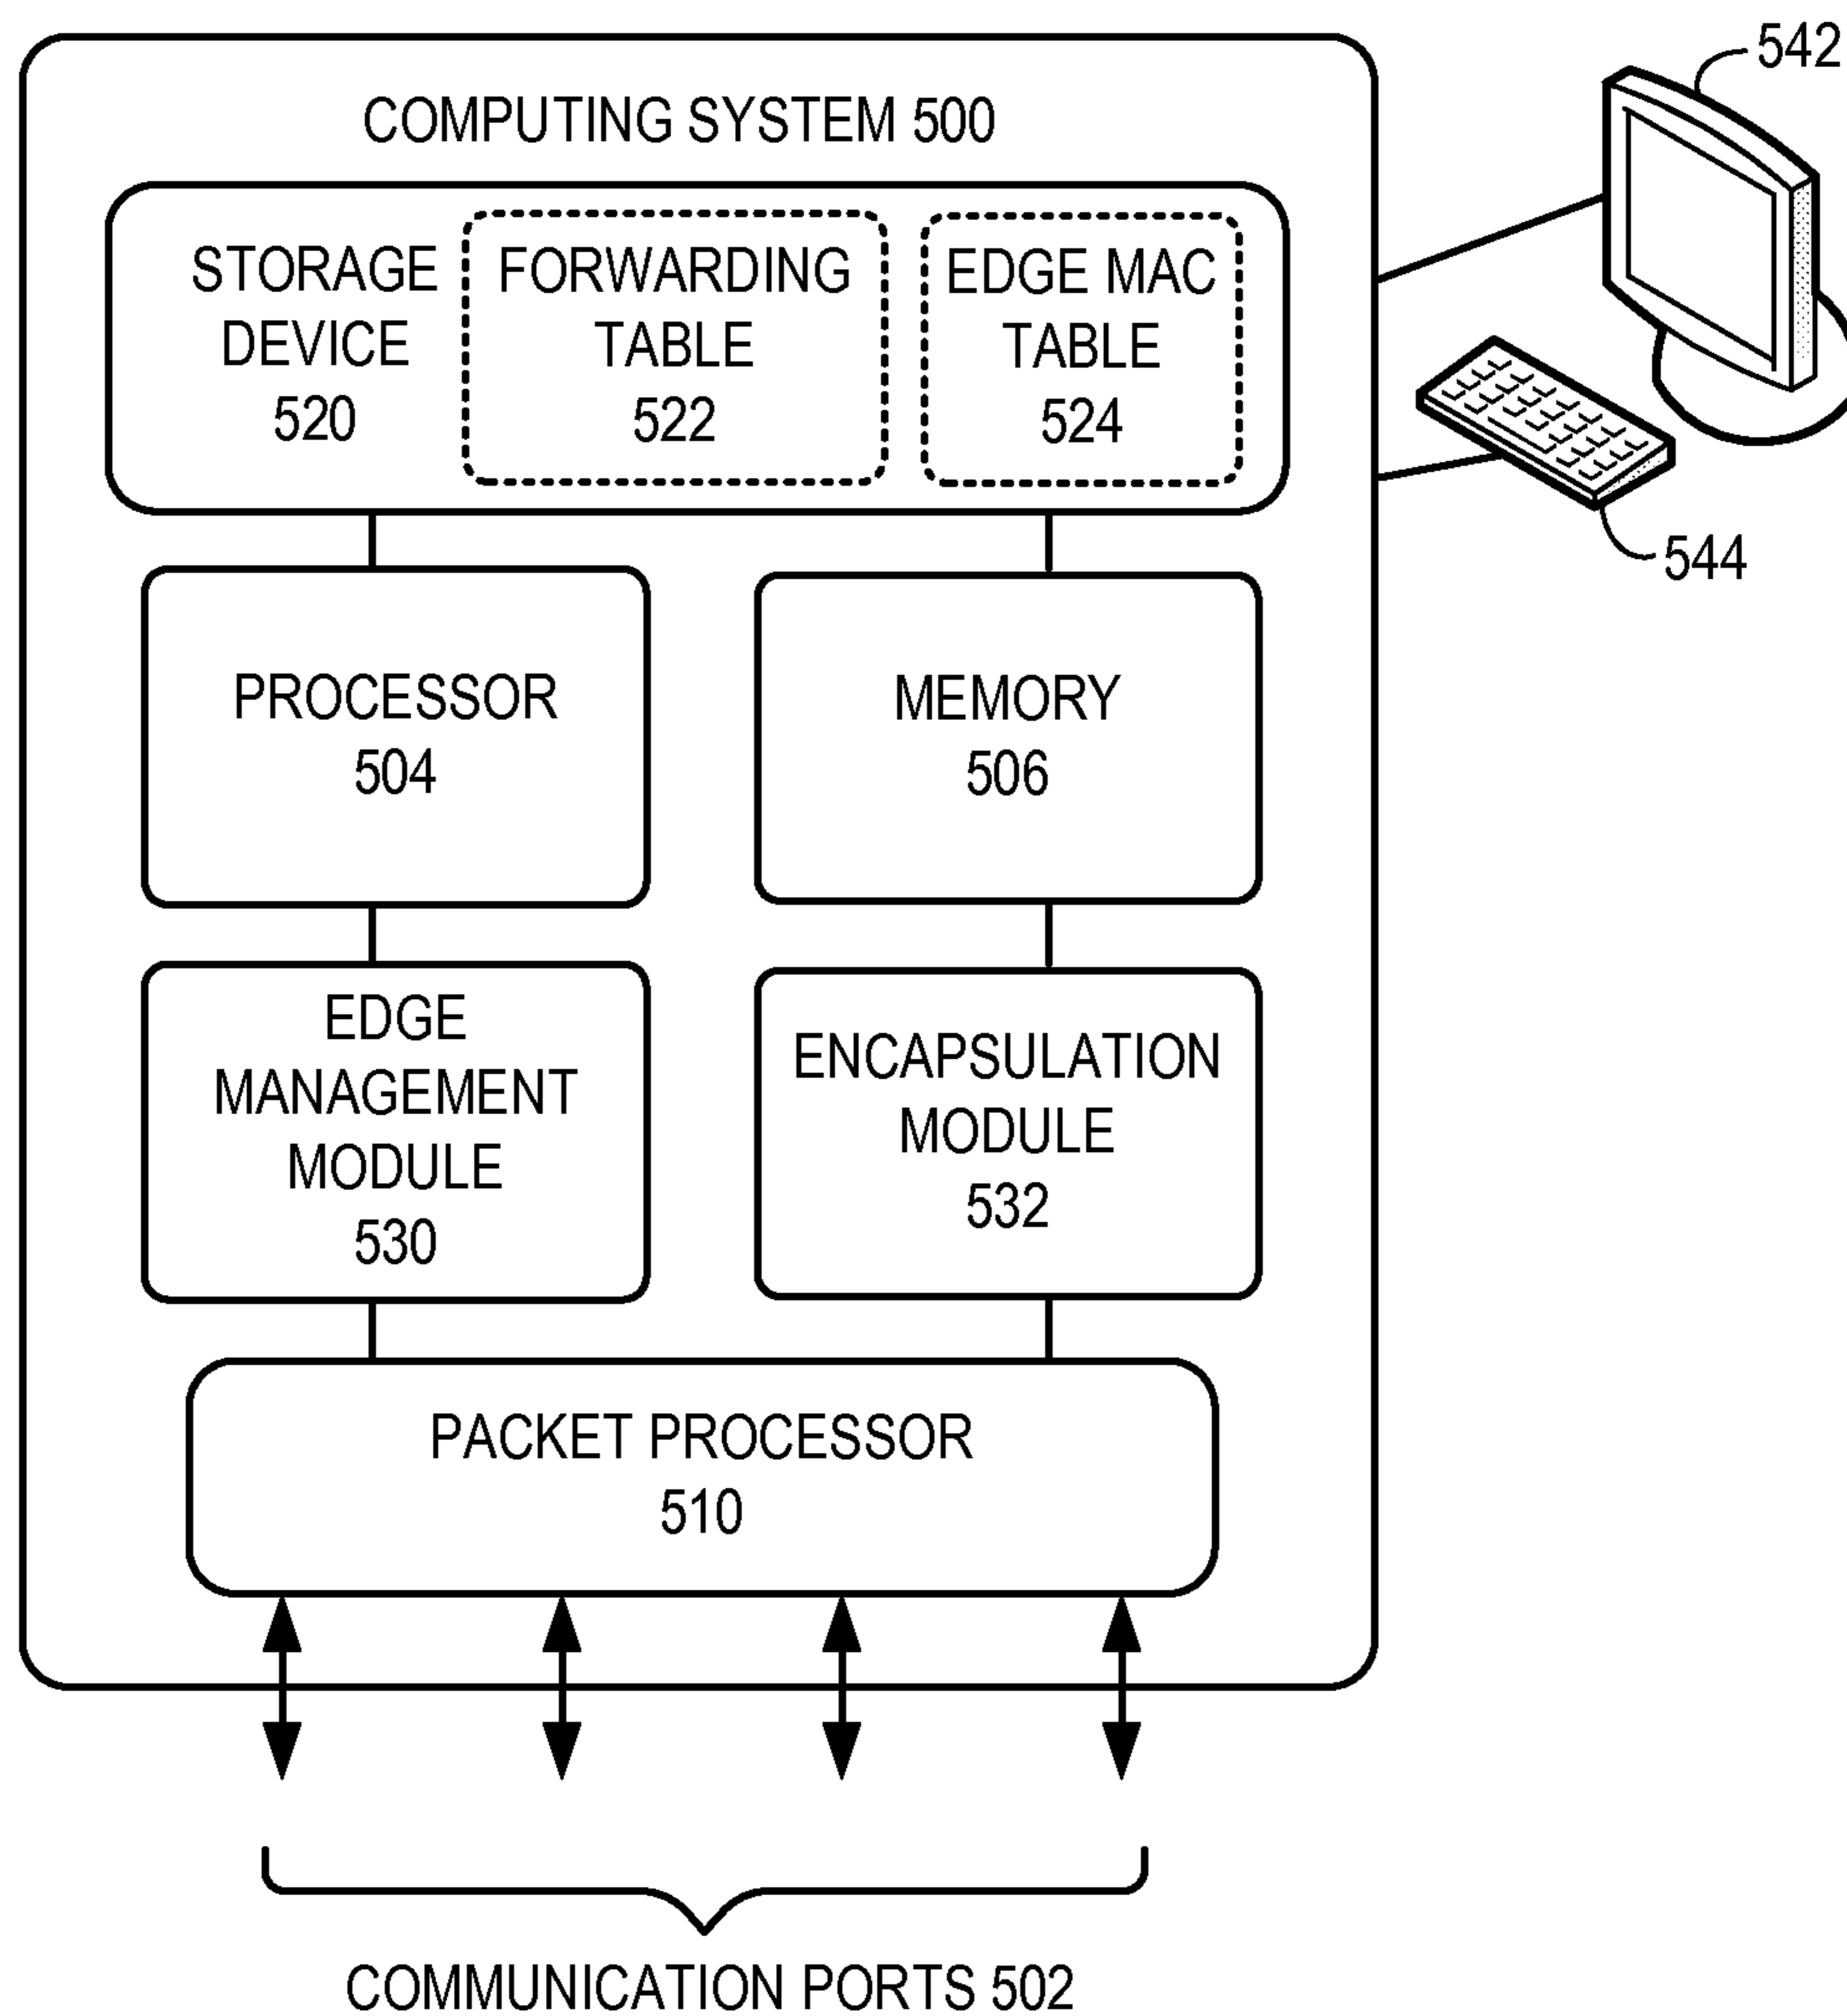 542
COMPUTING SYSTEM 500
STORAGE
DEVICE
520
FORWARDING
TABLE
522
EDGE MAC
TABLE
524
544
PROCESSOR
504
MEMORY
506
EDGE
MANAGEMENT
MODULE
530
ENCAPSULATION
MODULE
532
PACKET PROCESSOR
510
COMMUNICATION PORTS 502